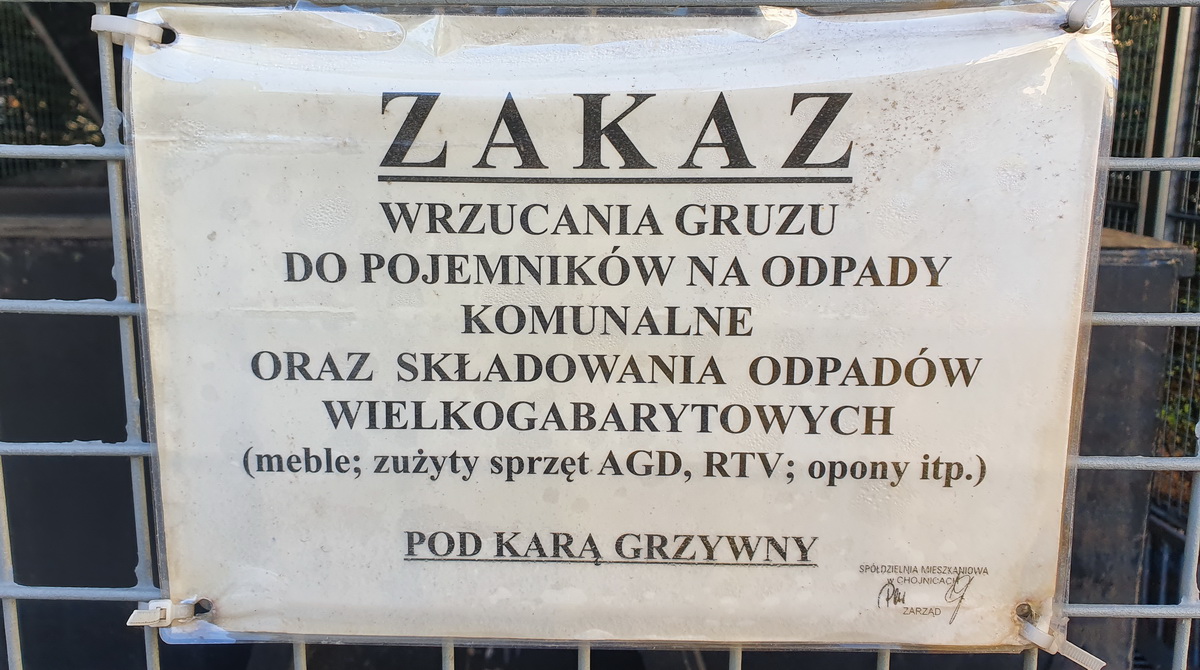 ZAKAZ
WRZUCANIA GRUZU
DO POJEMNIKÓW NA ODPADY
KOMUNALNE
ORAZ SKŁADOWANIA ODPADÓW
WIELKOGABARYTOWYCH
(meble; zużyty sprzęt AGD, RTV; opony itp.)
POD KARĄ GRZYWNY
SPÓŁDZIELNIA MIESZKANIOWA
w CHOJNICACH
ZARZĄD